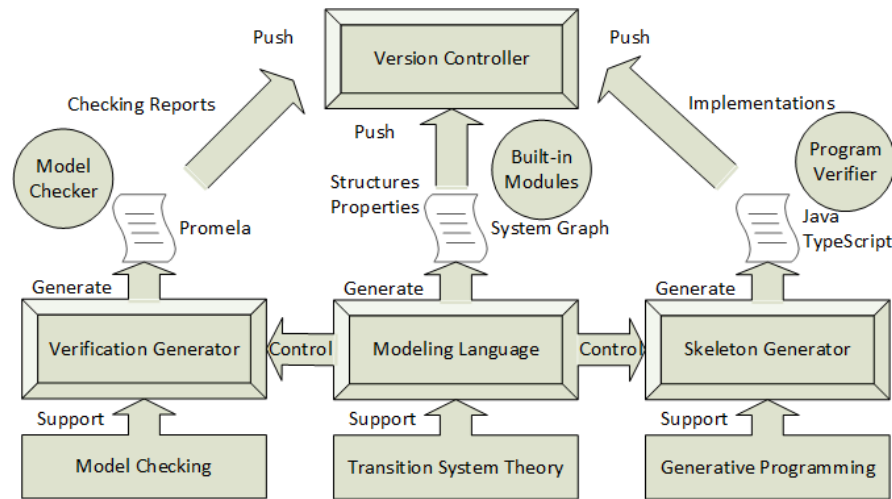 Push
Version Controller
Push
Checking Reports
Implementations
Push
Model
Checker
Built-in
Modules
Program
Verifier
Structures
Properties
Promela
System Graph
Java
TypeScript
Generate
Generate
Generate
Verification Generator
Control
Modeling Language
Control
Skeleton Generator
Support
Support
Support
Model Checking
Transition System Theory
Generative Programming